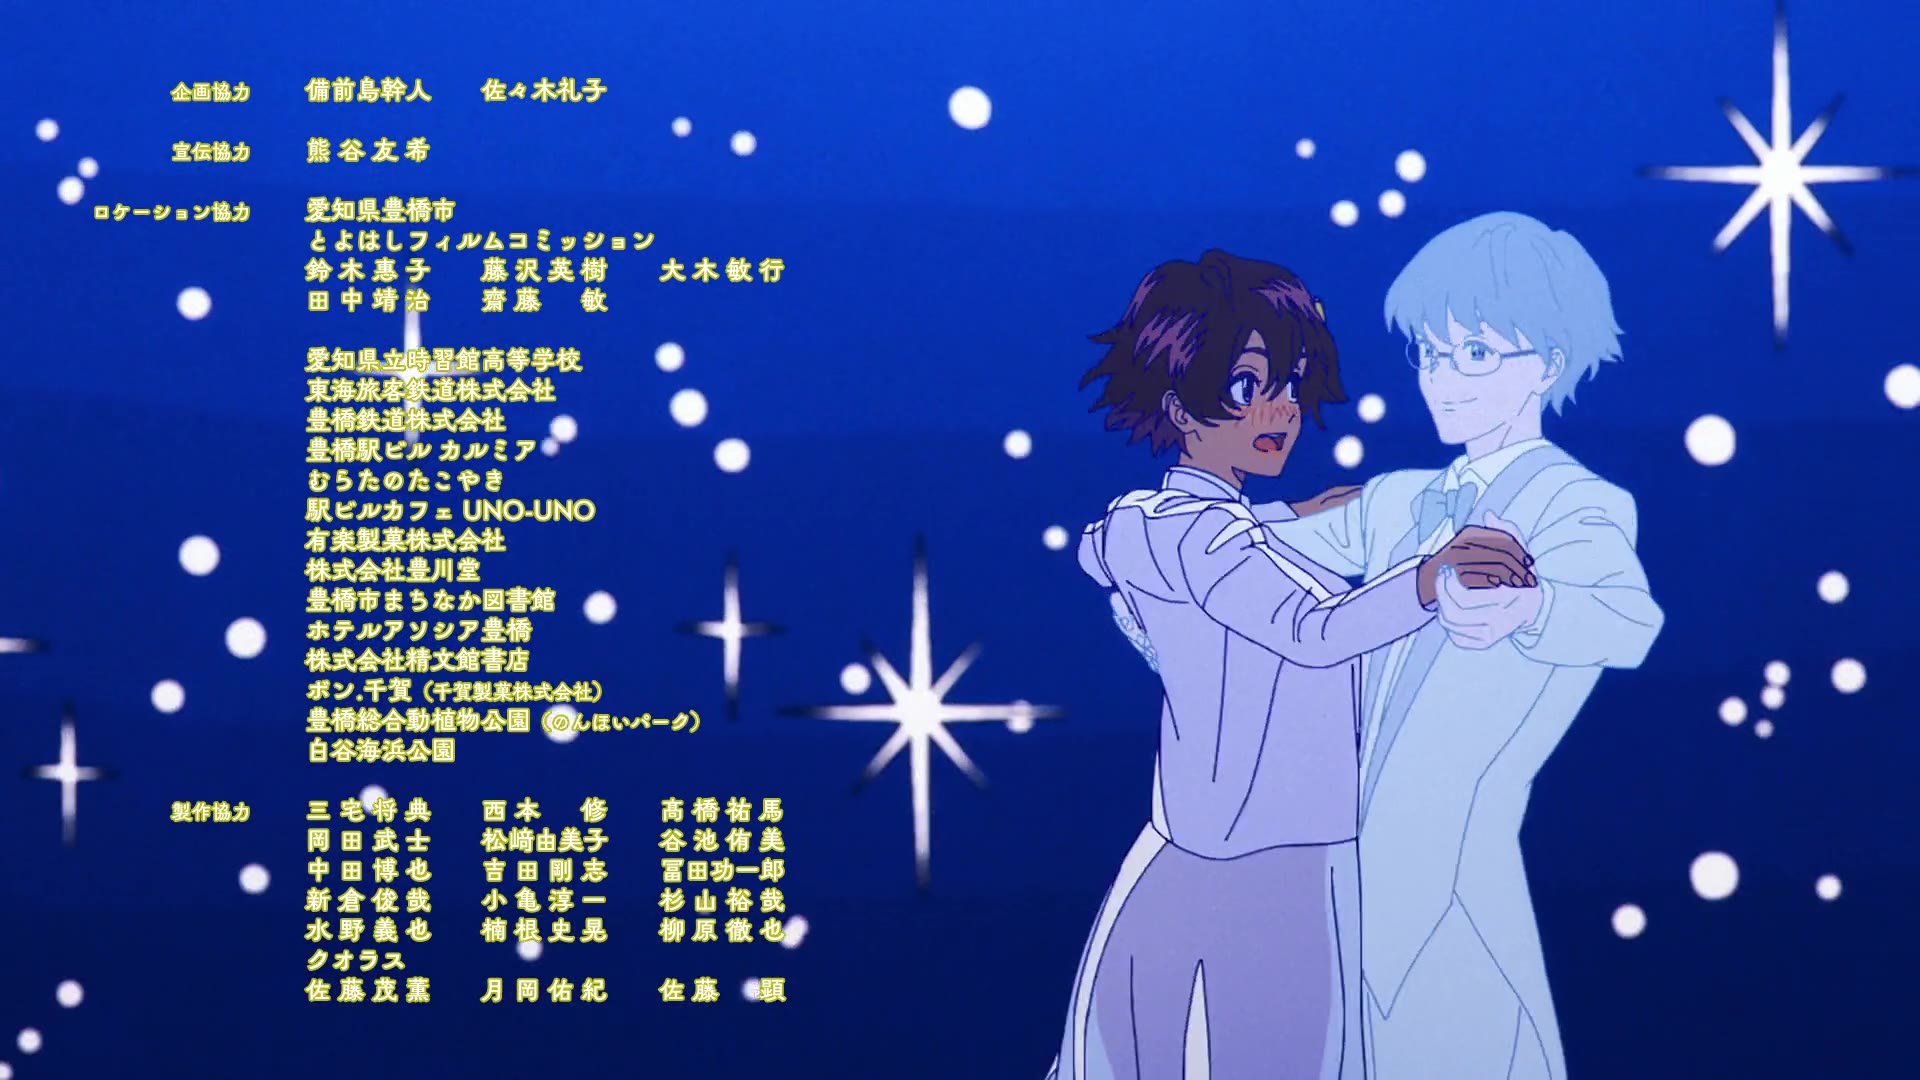 企画協力 備前島幹人 佐々木礼子
宣伝協力 熊谷友希
ロケーション協力 愛知県豊橋市
とよはしフィルムコミッション
鈴木惠子 藤沢英樹 大木敏行
田中靖治 齋藤 敏
愛知県立時習館高等学校
東海旅客鉄道株式会社
豊橋鉄道株式会社
豊橋駅ビル カルミア
むらたのたこやき
駅ビルカフェ UNO-UNO
有楽製菓株式会社
株式会社豊川堂
豊橋市まちなか図書館
ホテルアソシア豊橋
株式会社精文館書店
ボン.千賀（千賀製菓株式会社）
豊橋総合動植物公園（のんほいパーク）
白谷海浜公園
製作協力 三宅将典 西本 修 髙橋祐馬
岡田武士 松﨑由美子 谷池侑美
中田博也 吉田剛志 冨田功一郎
新倉俊哉 小亀淳一 杉山裕哉
水野義也 楠根史晃 柳原徹也
クオラス
佐藤茂薫 月岡佑紀 佐藤 顕